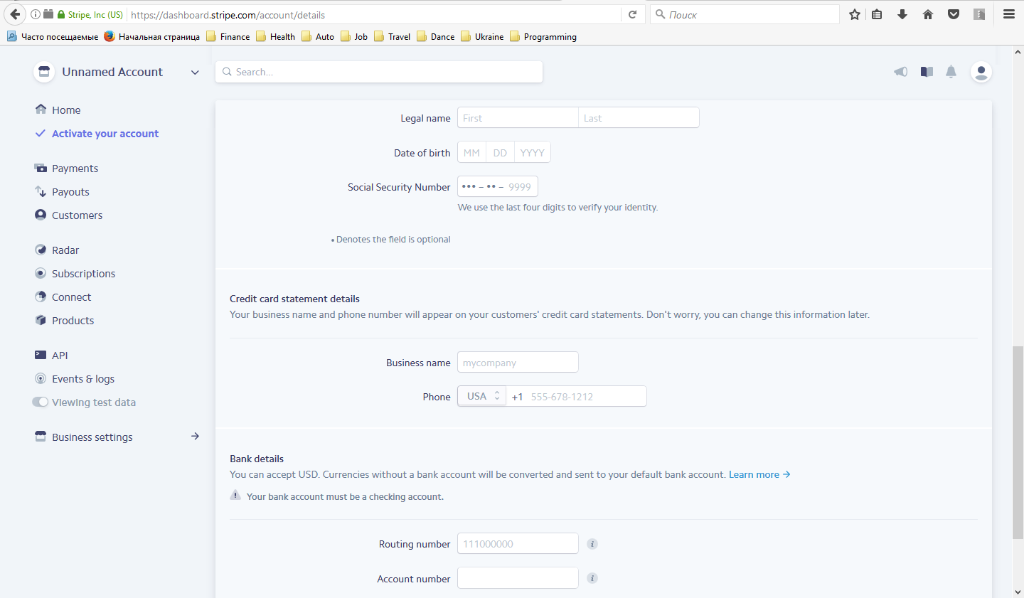 Stripe, Inc (US) https://dashboard.stripe.com/account/details Поиск
Часто посещаемые Начальная страница Finance Health Auto Job Travel Dance Ukraine Programming
Unnamed Account
Search...
Home
Activate your account
Payments
Payouts
Customers
Radar
Subscriptions
Connect
Products
API
Events & logs
Viewing test data
Business settings
Legal name First Last
Date of birth MM DD YYYY
Social Security Number ••• – •• – 9999
We use the last four digits to verify your identity.
• Denotes the field is optional
Credit card statement details
Your business name and phone number will appear on your customers' credit card statements. Don't worry, you can change this information later.
Business name mycompany
Phone USA +1 555-678-1212
Bank details
You can accept USD. Currencies without a bank account will be converted and sent to your default bank account. Learn more →
Your bank account must be a checking account.
Routing number 111000000
Account number